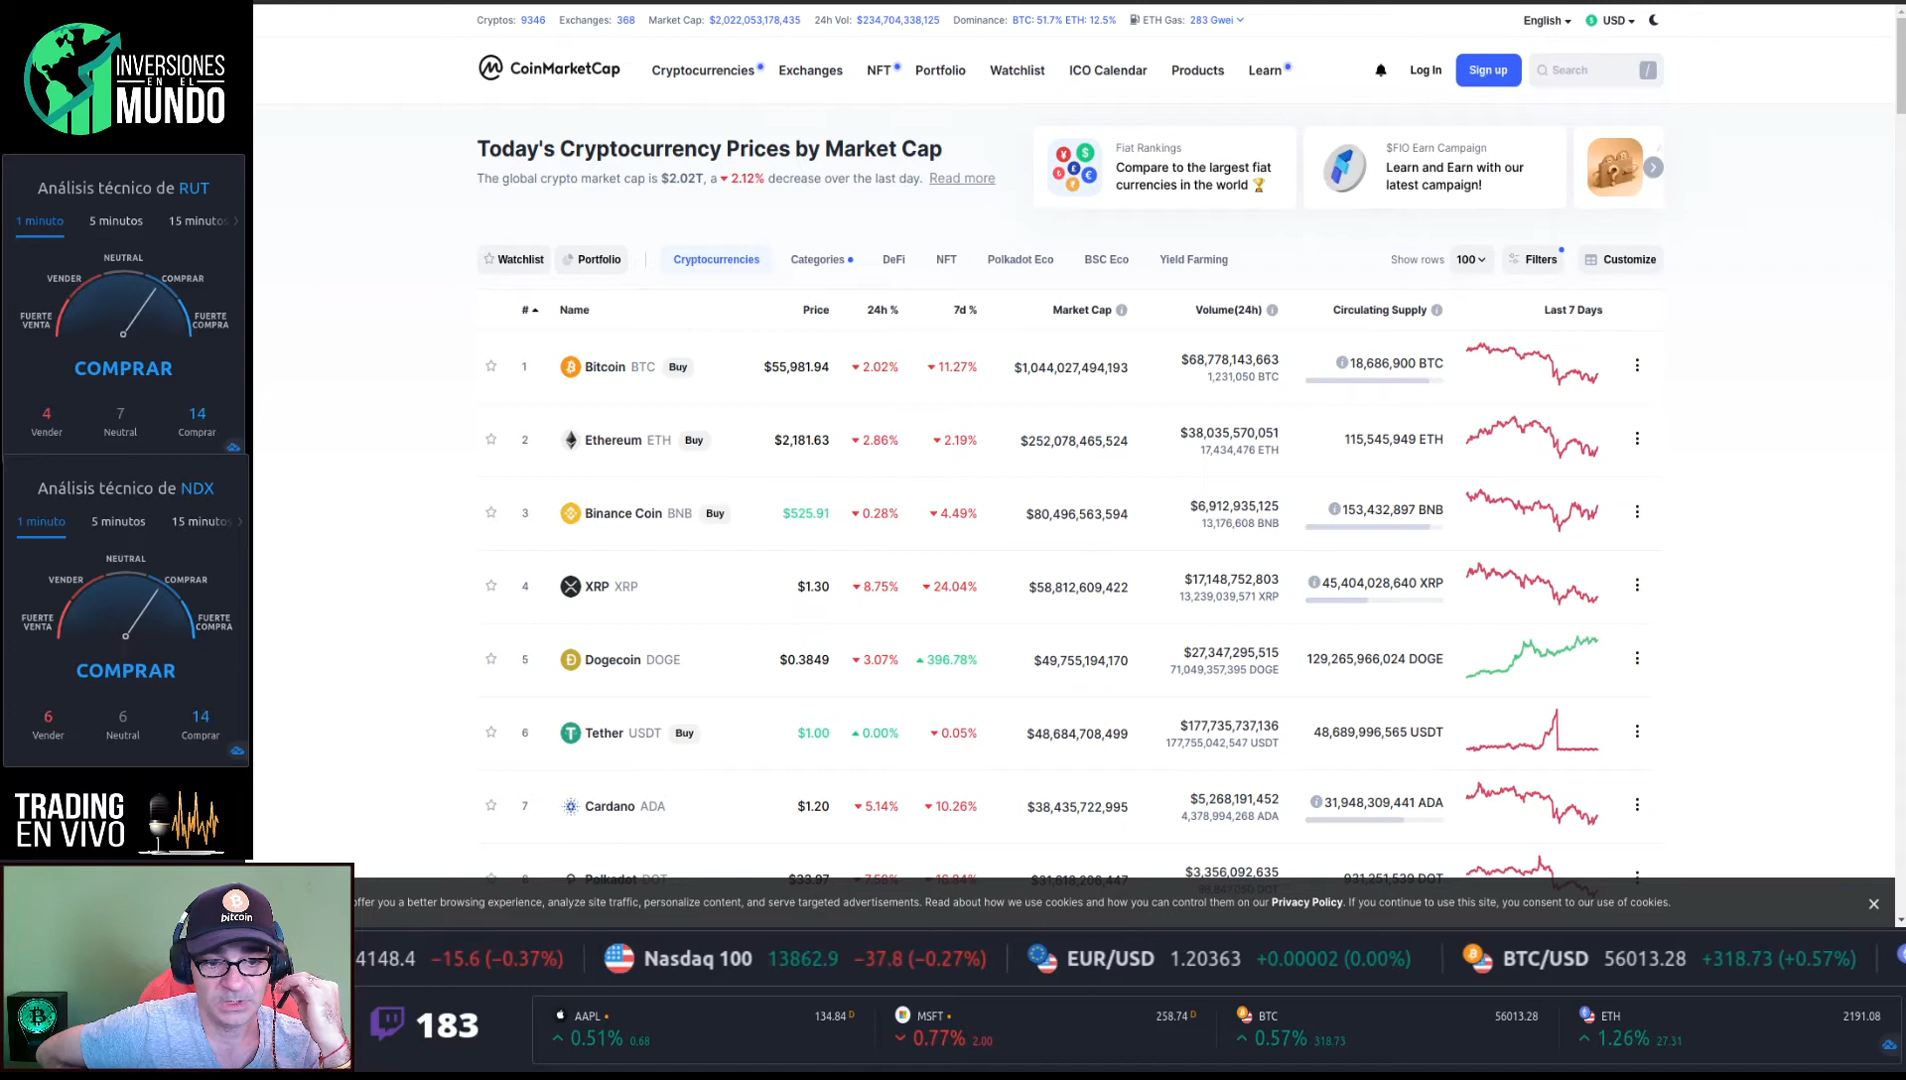 Cryptos: 9346 Exchanges: 368 Market Cap: $2,022,053,178,435 24h Vol: $234,704,338,125 Dominance: BTC: 51.7% ETH: 12.5% ETH Gas: 283 Gwei
English USD
CoinMarketCap Cryptocurrencies Exchanges NFT Portfolio Watchlist ICO Calendar Products Learn Log In Sign up Search /
INVERSIONES
EN EL
MUNDO
Today's Cryptocurrency Prices by Market Cap
The global crypto market cap is $2.02T, a 2.12% decrease over the last day. Read more
Fiat Rankings
Compare to the largest fiat
currencies in the world
$FIO Earn Campaign
Learn and Earn with our
latest campaign!
Watchlist Portfolio Cryptocurrencies Categories DeFi NFT Polkadot Eco BSC Eco Yield Farming Show rows 100 Filters Customize
# Name Price 24h % 7d % Market Cap Volume(24h) Circulating Supply Last 7 Days
1 Bitcoin BTC Buy $55,981.94 2.02% 11.27% $1,044,027,494,193 $68,778,143,663 18,686,900 BTC
1,231,050 BTC
2 Ethereum ETH Buy $2,181.63 2.86% 2.19% $252,078,465,524 $38,035,570,051 115,545,949 ETH
17,434,476 ETH
3 Binance Coin BNB Buy $525.91 0.28% 4.49% $80,496,563,594 $6,912,935,125 153,432,897 BNB
13,176,608 BNB
4 XRP XRP $1.30 8.75% 24.04% $58,812,609,422 $17,148,752,803 45,404,028,640 XRP
13,239,039,571 XRP
5 Dogecoin DOGE $0.3849 3.07% 396.78% $49,755,194,170 $27,347,295,515 129,265,966,024 DOGE
71,049,357,395 DOGE
6 Tether USDT Buy $1.00 0.00% 0.05% $48,684,708,499 $177,735,737,136 48,689,996,565 USDT
177,755,042,547 USDT
7 Cardano ADA $1.20 5.14% 10.26% $38,435,722,995 $5,268,191,452 31,948,309,441 ADA
4,378,994,268 ADA
8 Polkadot DOT $33.97 $3,356,092,635 931,251,539 DOT
offer you a better browsing experience, analyze site traffic, personalize content, and serve targeted advertisements. Read about how we use cookies and how you can control them on our Privacy Policy. If you continue to use this site, you consent to our use of cookies.
Análisis técnico de RUT
1 minuto 5 minutos 15 minutos
NEUTRAL
VENDER COMPRAR
FUERTE VENTA FUERTE COMPRA
COMPRAR
4 7 14
Vender Neutral Comprar
Análisis técnico de NDX
1 minuto 5 minutos 15 minutos
NEUTRAL
VENDER COMPRAR
FUERTE VENTA FUERTE COMPRA
COMPRAR
6 6 14
Vender Neutral Comprar
TRADING
EN VIVO
bitcoin
4148.4 −15.6 (−0.37%) Nasdaq 100 13862.9 −37.8 (−0.27%) EUR/USD 1.20363 +0.00002 (0.00%) BTC/USD 56013.28 +318.73 (+0.57%)
183
AAPL 134.84 D MSFT 258.74 D BTC 56013.28 ETH 2191.08
0.51% 0.68 0.77% 2.00 0.57% 318.73 1.26% 27.31